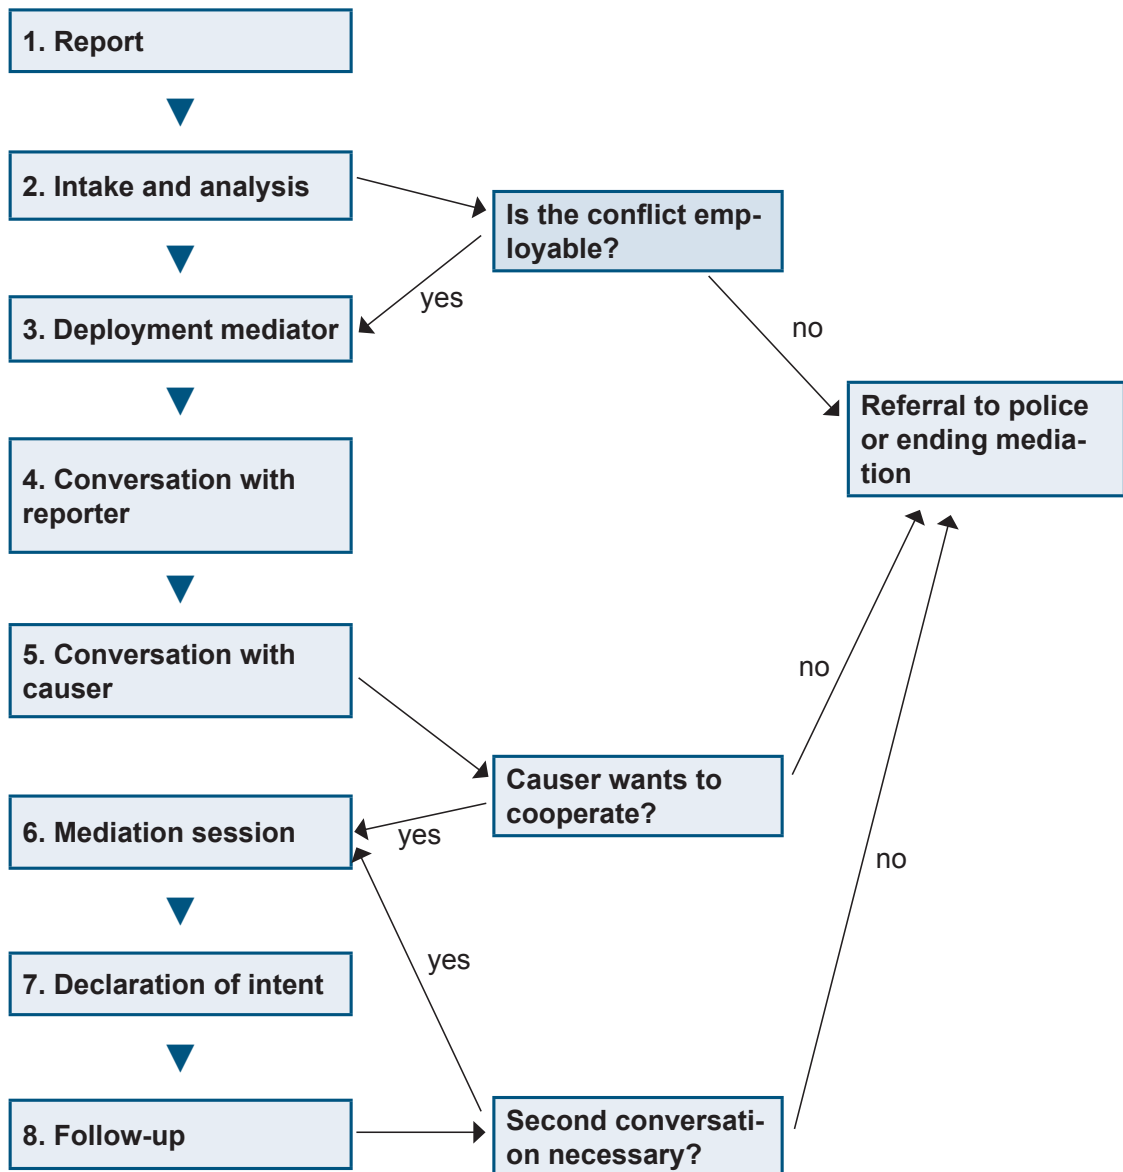 1. Report
2. Intake and analysis
Is the conflict emp-
loyable?
yes
3. Deployment mediator
no
Referral to police
or ending media-
tion
4. Conversation with
reporter
5. Conversation with
causer
no
Causer wants to
cooperate?
yes
6. Mediation session
no
yes
7. Declaration of intent
8. Follow-up
Second conversati-
on necessary?